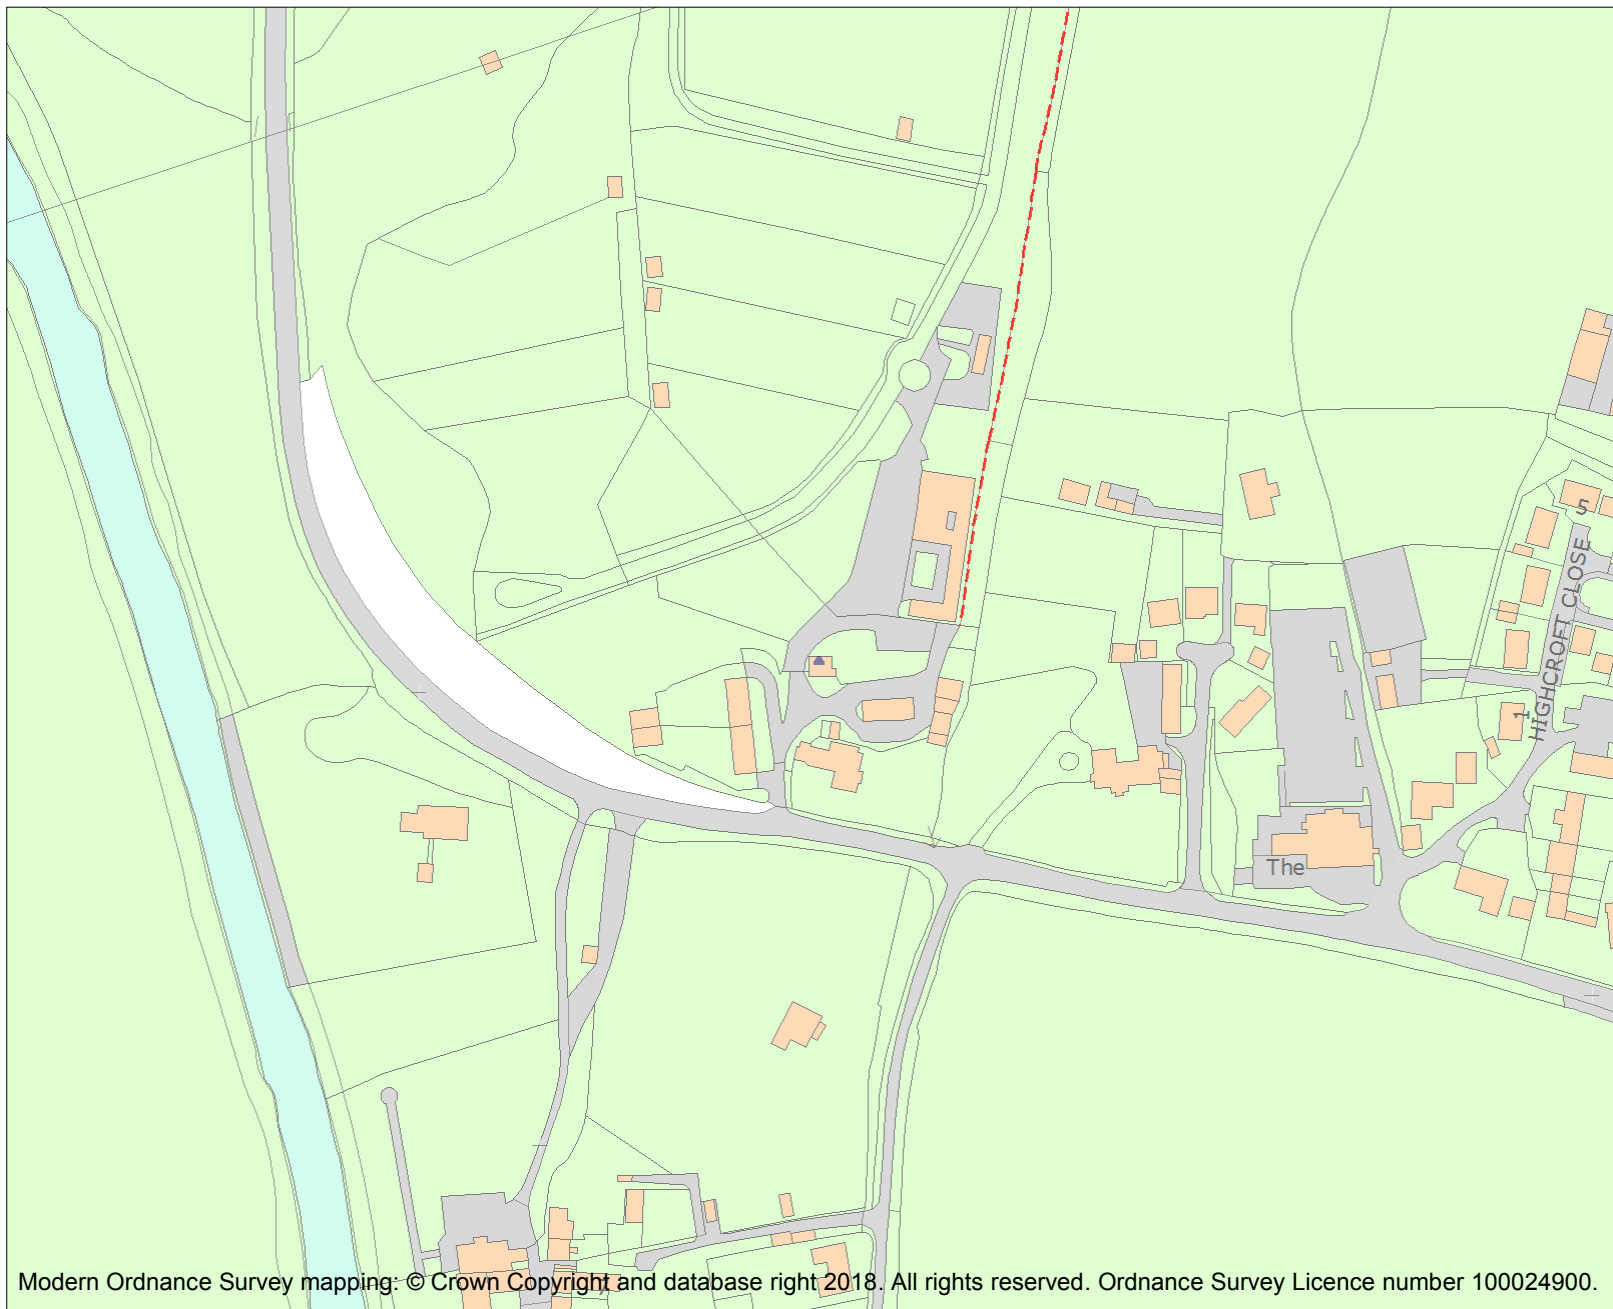 5
HIGHCROFT CLOSE
1
The
Modern Ordnance Survey mapping: © Crown Copyright and database right 2018. All rights reserved. Ordnance Survey Licence number 100024900.